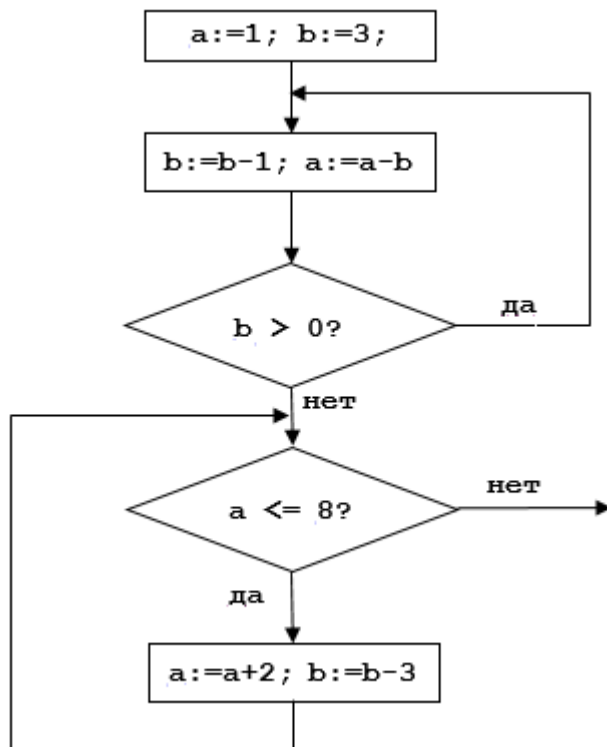 a:=1; b:=3;
b:=b-1; a:=a-b
b > 0?
да
нет
a <= 8?
нет
да
a:=a+2; b:=b-3